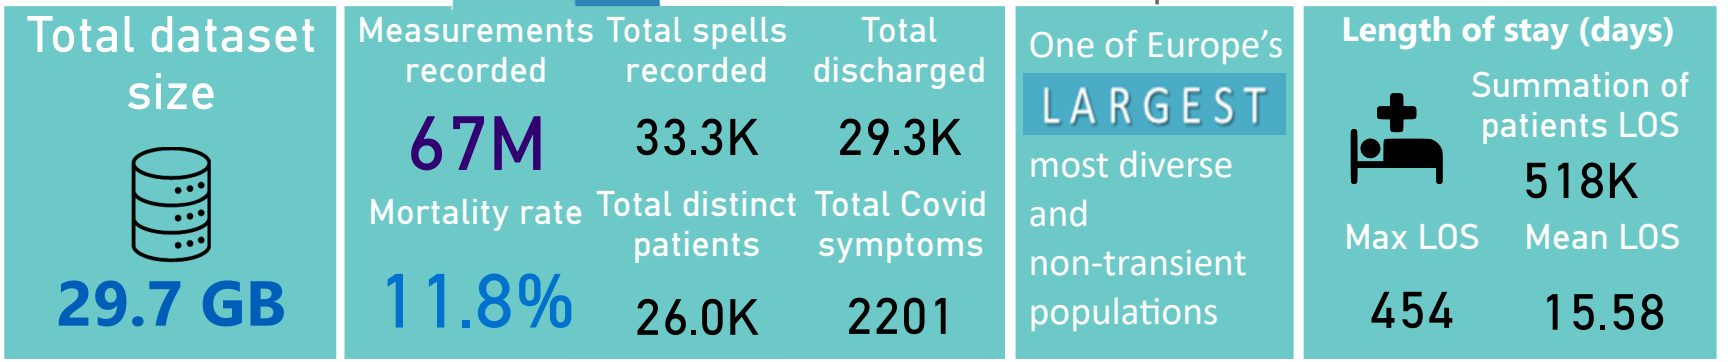 Total dataset
size
29.7 GB
Measurements
recorded
67M
Total spells
recorded
33.3K
Total
discharged
29.3K
Mortality rate
11.8%
Total distinct
patients
26.0K
Total Covid
symptoms
2201
One of Europe's
LARGEST
most diverse
and
non-transient
populations
Length of stay (days)
Summation of
patients LOS
518K
Max LOS
454
Mean LOS
15.58